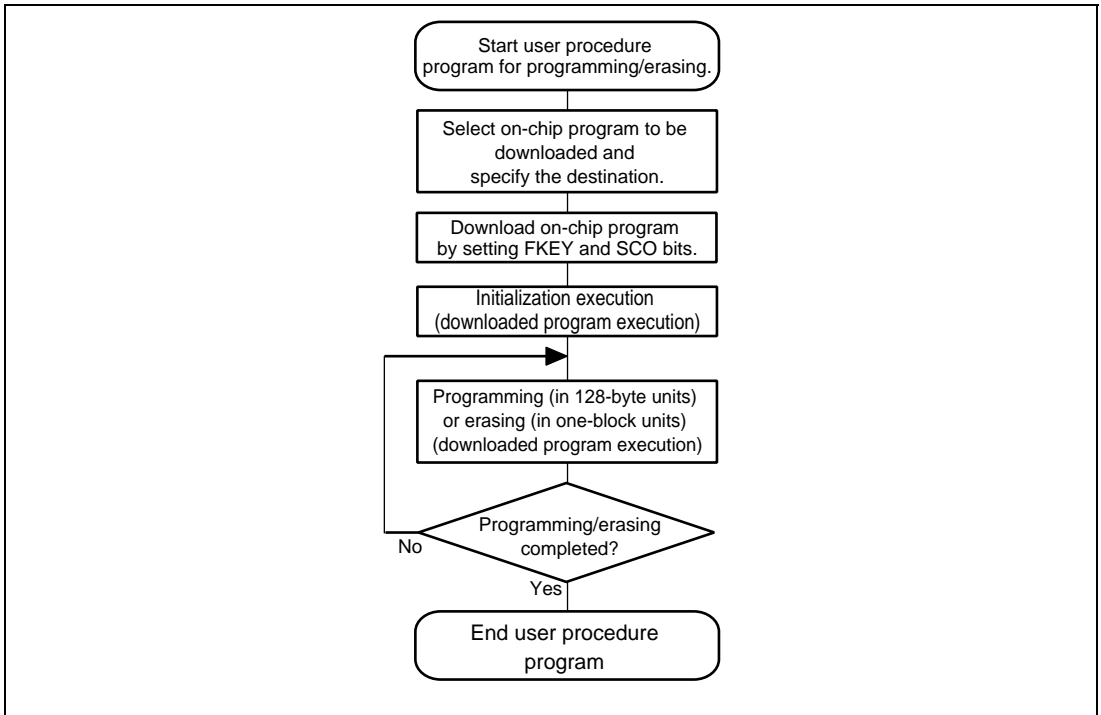 Start user procedure
program for programming/erasing.
Select on-chip program to be
downloaded and
specify the destination.
Download on-chip program
by setting FKEY and SCO bits.
Initialization execution
(downloaded program execution)
Programming (in 128-byte units)
or erasing (in one-block units)
(downloaded program execution)
Programming/erasing
completed?
No
Yes
End user procedure
program